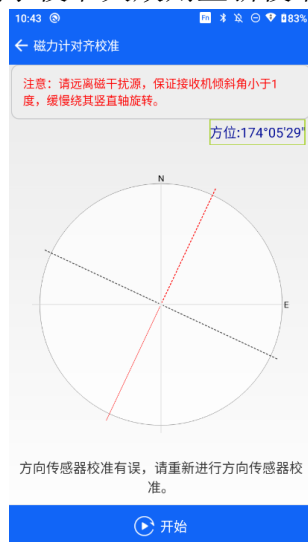 10:43
Fn
83%
磁力计对齐校准
注意：请远离磁干扰源，保证接收机倾斜角小于1
度，缓慢绕其竖直轴旋转。
方位:174°05'29"
N
E
方向传感器校准有误，请重新进行方向传感器校
准。
开始